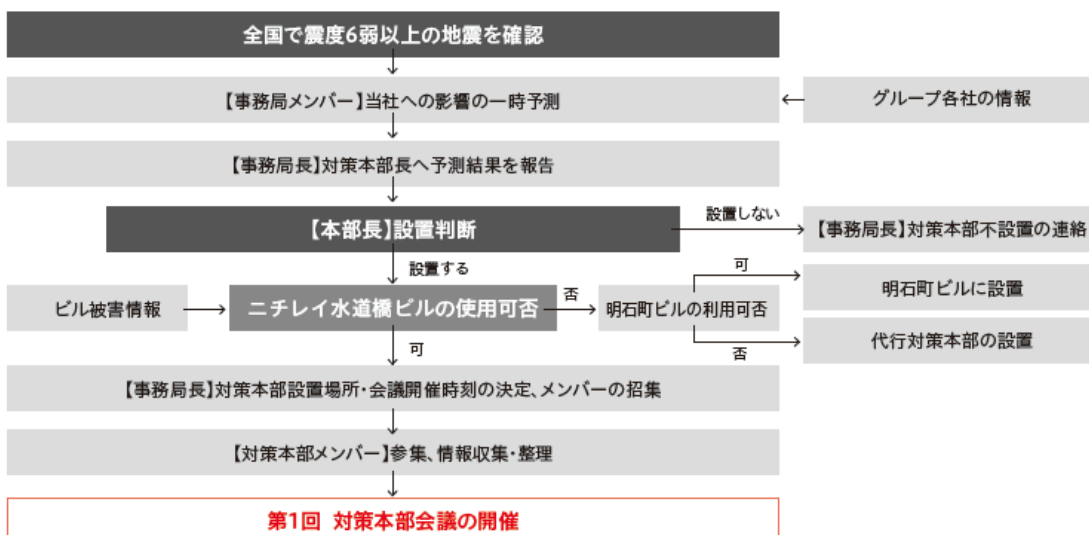 全国で震度6弱以上の地震を確認
【事務局メンバー】当社への影響の一時予測
グループ各社の情報
【事務局長】対策本部長へ予測結果を報告
【本部長】設置判断
設置しない
【事務局長】対策本部不設置の連絡
設置する
ビル被害情報
ニチレイ水道橋ビルの使用可否
否
明石町ビルの利用可否
可
明石町ビルに設置
否
代行対策本部の設置
可
【事務局長】対策本部設置場所・会議開催時刻の決定、メンバーの招集
【対策本部メンバー】参集、情報収集・整理
第1回 対策本部会議の開催